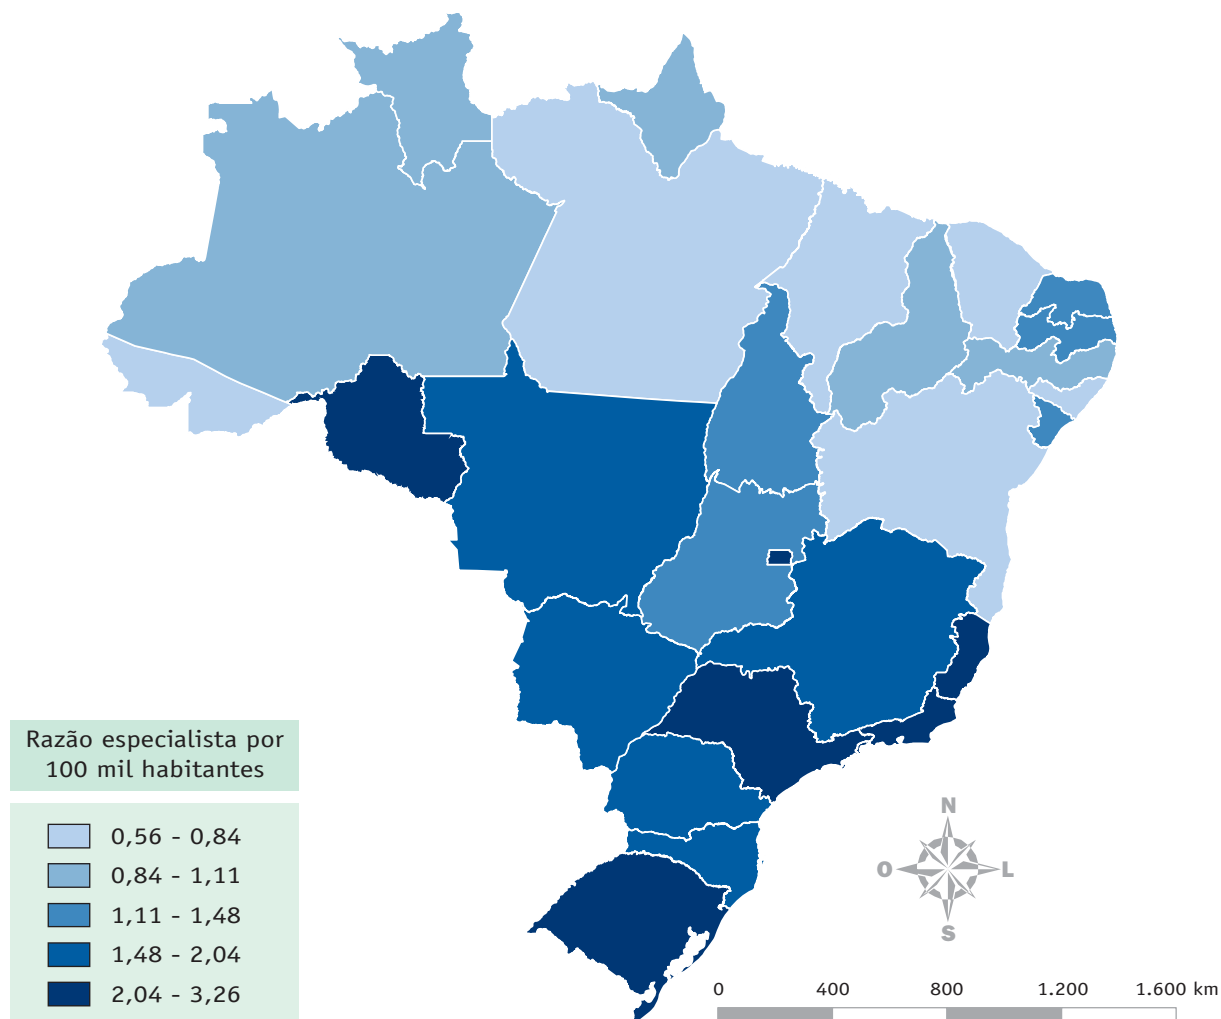 Razão especialista por
100 mil habitantes
0,56 - 0,84
0,84 - 1,11
1,11 - 1,48
1,48 - 2,04
2,04 - 3,26
N
O
L
S
0 400 800 1.200 1.600 km